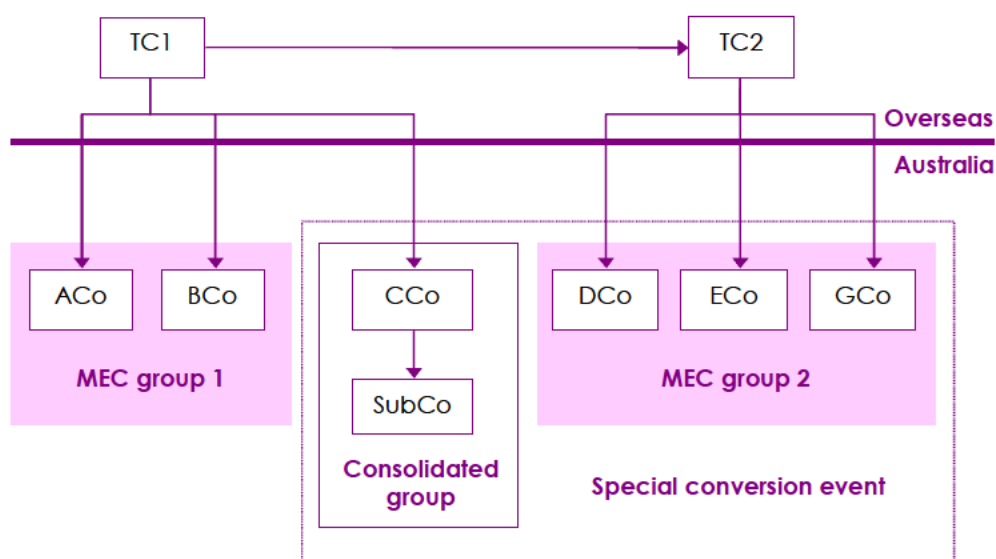 TC1
TC2
Overseas
Australia
ACo
BCo
CCo
DCo
ECo
GCo
MEC group 1
SubCo
MEC group 2
Consolidated
group
Special conversion event